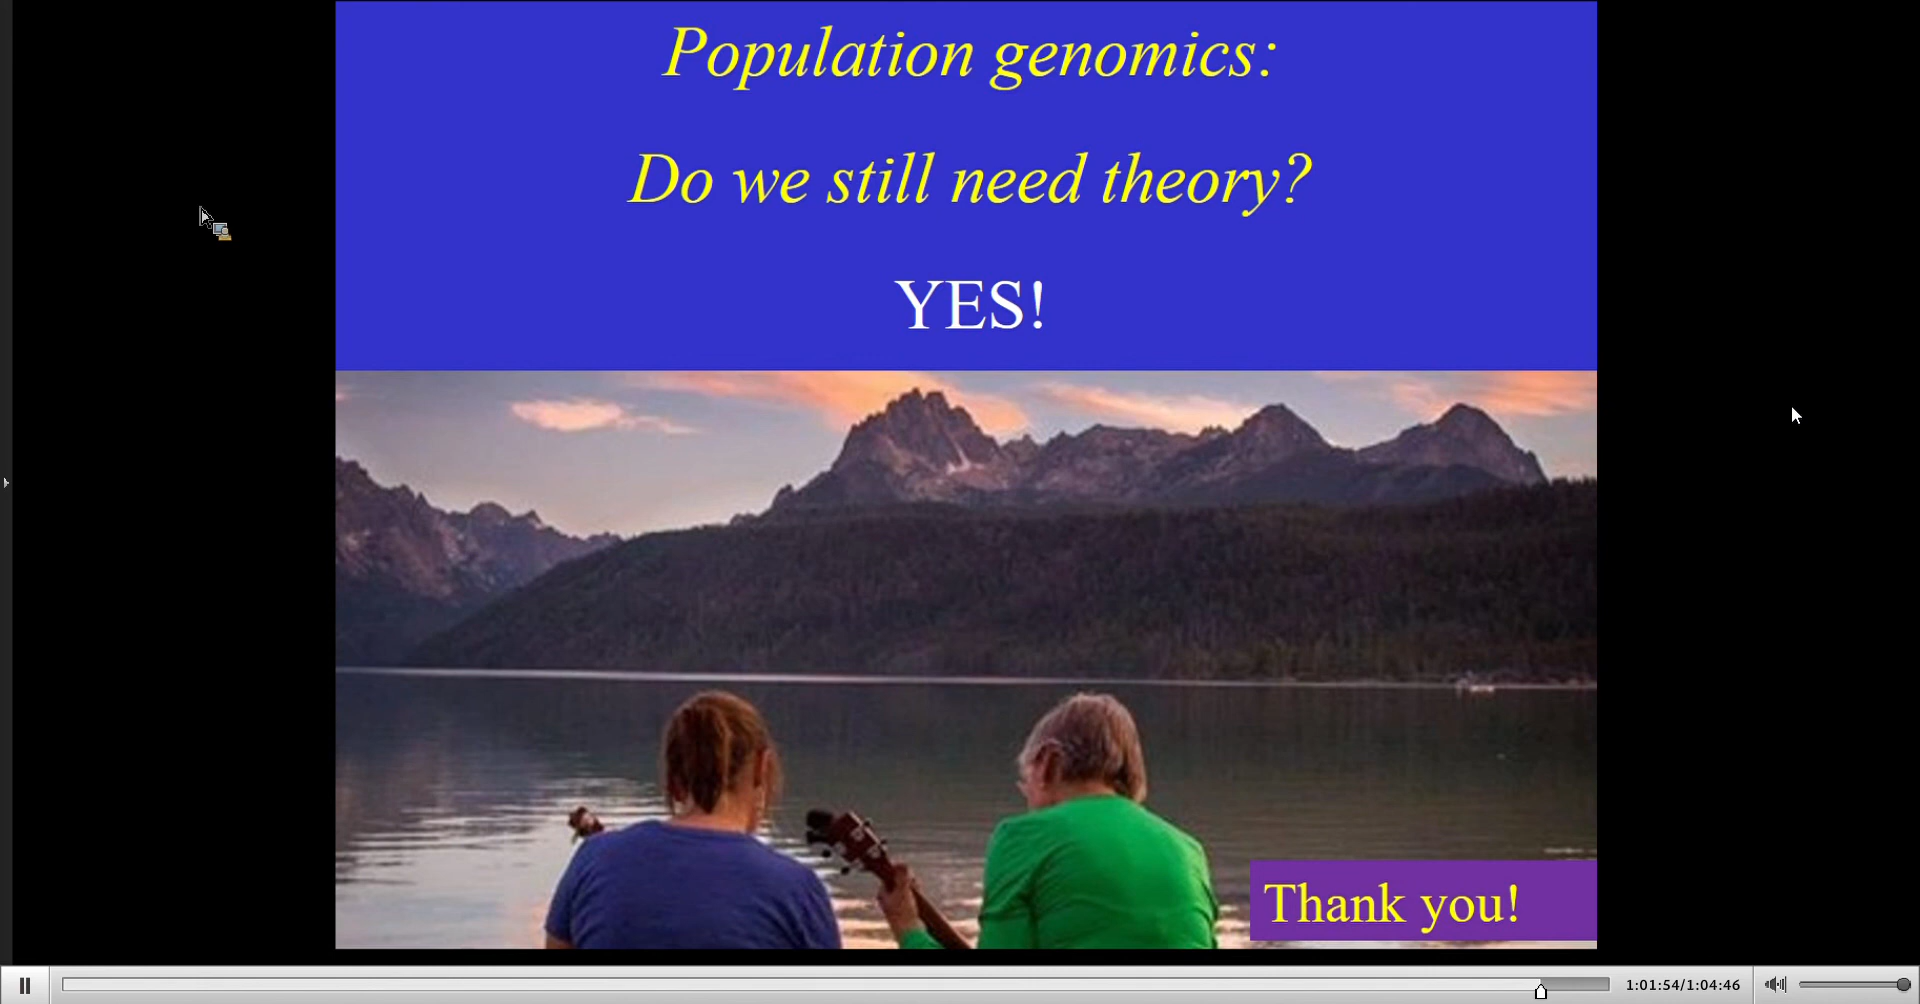 Population genomics:
Do we still need theory?
YES!
Thank you!
1:01:54/1:04:46